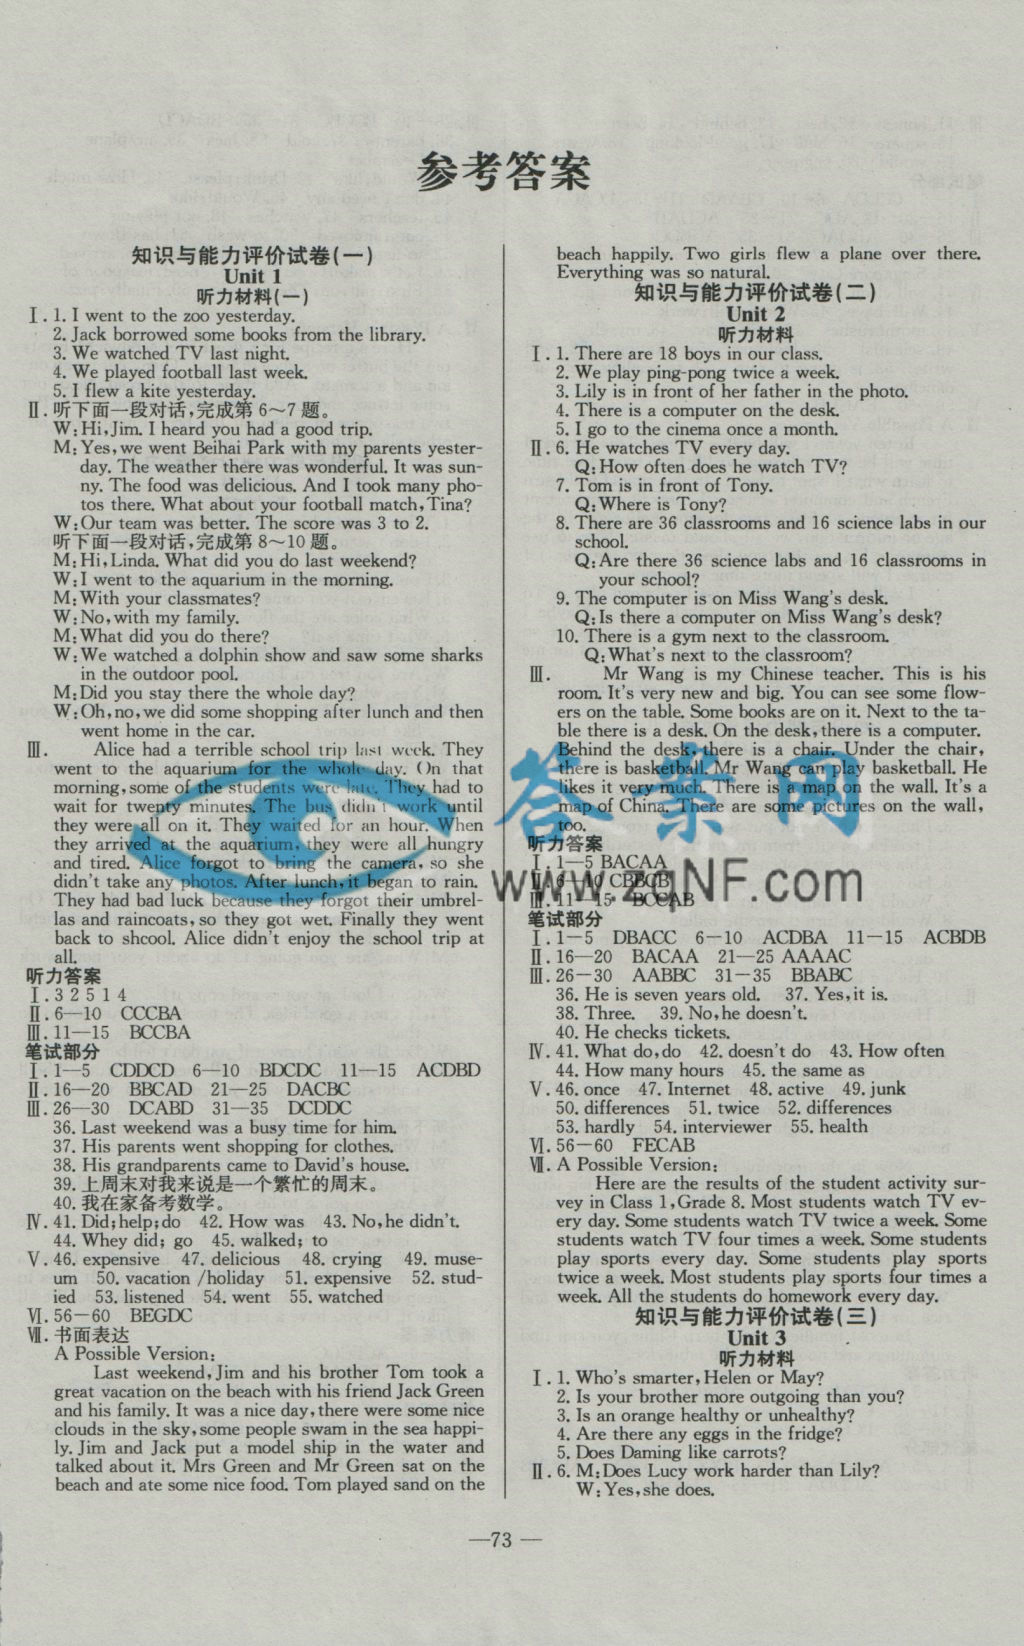 参考答案
知识与能力评价试卷(一)
Unit 1
听力材料(一)
Ⅰ. 1. I went to the zoo yesterday.
2. Jack borrowed some books from the library.
3. We watched TV last night.
4. We played football last week.
5. I flew a kite yesterday.
Ⅱ. 听下面一段对话,完成第 6~7 题。
W:Hi,Jim. I heard you had a good trip.
M:Yes,we went Beihai Park with my parents yester-
day. The weather there was wonderful. It was sun-
ny. The food was delicious. And I took many pho-
tos there. What about your football match,Tina?
W:Our team was better. The score was 3 to 2.
听下面一段对话,完成第 8~10 题。
M:Hi,Linda. What did you do last weekend?
W:I went to the aquarium in the morning.
M:With your classmates?
W:No,with my family.
M:What did you do there?
W:We watched a dolphin show and saw some sharks
in the outdoor pool.
M:Did you stay there the whole day?
W:Oh,no,we did some shopping after lunch and then
went home in the car.
Ⅲ. Alice had a terrible school trip last week. They
went to the aquarium for the whole day. On that
morning,some of the students were late. They had to
wait for twenty minutes. The bus didn't work until
they were all on it. They waited for an hour. When
they arrived at the aquarium,they were all hungry
and tired. Alice forgot to bring the camera,so she
didn't take any photos. After lunch,it began to rain.
They had bad luck because they forgot their umbrel-
las and raincoats,so they got wet. Finally they went
back to shcool. Alice didn't enjoy the school trip at
all.
听力答案
Ⅰ. 3 2 5 1 4
Ⅱ. 6—10 CCCBA
Ⅲ. 11—15 BCCBA
笔试部分
Ⅰ. 1—5 CDDCD 6—10 BDCDC 11—15 ACDBD
Ⅱ. 16—20 BBCAD 21—25 DACBC
Ⅲ. 26—30 DCABD 31—35 DCDDC
36. Last weekend was a busy time for him.
37. His parents went shopping for clothes.
38. His grandparents came to David's house.
39. 上周末对我来说是一个繁忙的周末。
40. 我在家备考数学。
Ⅳ. 41. Did;help;do 42. How was 43. No,he didn't.
44. Whey did; go 45. walked; to
Ⅴ. 46. expensive 47. delicious 48. crying 49. muse-
um 50. vacation /holiday 51. expensive 52. stud-
ied 53. listened 54. went 55. watched
Ⅵ. 56—60 BEGDC
Ⅶ. 书面表达
A Possible Version:
Last weekend,Jim and his brother Tom took a
great vacation on the beach with his friend Jack Green
and his family. It was a nice day,there were some nice
clouds in the sky,some people swam in the sea happi-
ly. Jim and Jack put a model ship in the water and
talked about it. Mrs Green and Mr Green sat on the
beach and ate some nice food. Tom played sand on the
beach happily. Two girls flew a plane over there.
Everything was so natural.
知识与能力评价试卷(二)
Unit 2
听力材料
Ⅰ. 1. There are 18 boys in our class.
2. We play ping-pong twice a week.
3. Lily is in front of her father in the photo.
4. There is a computer on the desk.
5. I go to the cinema once a month.
Ⅱ. 6. He watches TV every day.
Q:How often does he watch TV?
7. Tom is in front of Tony.
Q:Where is Tony?
8. There are 36 classrooms and 16 science labs in our
school.
Q:Are there 36 science labs and 16 classrooms in
your school?
9. The computer is on Miss Wang's desk.
Q:Is there a computer on Miss Wang's desk?
10. There is a gym next to the classroom.
Q:What's next to the classroom?
Ⅲ. Mr Wang is my Chinese teacher. This is his
room. It's very new and big. You can see some flow-
ers on the table. Some books are on it. Next to the ta-
ble there is a desk. On the desk,there is a computer.
Behind the desk,there is a chair. Under the chair,
there is basketball. Mr Wang can play basketball. He
likes it very much. There is a map on the wall. It's a
map of China. There are some pictures on the wall,
too.
听力答案
Ⅰ. 1—5 BACAA
Ⅱ. 6—10 CBBCB
Ⅲ. 11—15 BCCAB
笔试部分
Ⅰ. 1—5 DBACC 6—10 ACDBA 11—15 ACBDB
Ⅱ. 16—20 BACAA 21—25 AAAAC
Ⅲ. 26—30 AABBC 31—35 BBABC
36. He is seven years old. 37. Yes,it is.
38. Three. 39. No,he doesn't.
40. He checks tickets.
Ⅳ. 41. What do,do 42. doesn't do 43. How often
44. How many hours 45. the same as
Ⅴ. 46. once 47. Internet 48. active 49. junk
50. differences 51. twice 52. differences
53. hardly 54. interviewer 55. health
Ⅵ. 56—60 FECAB
Ⅶ. A Possible Version:
Here are the results of the student activity sur-
vey in Class 1,Grade 8. Most students watch TV ev-
ery day. Some students watch TV twice a week. Some
students watch TV four times a week. Some students
play sports every day. Some students play sports
twice a week. Most students play sports four times a
week. All the students do homework every day.
知识与能力评价试卷(三)
Unit 3
听力材料
Ⅰ. 1. Who's smarter,Helen or May?
2. Is your brother more outgoing than you?
3. Is an orange healthy or unhealthy?
4. Are there any eggs in the fridge?
5. Does Daming like carrots?
Ⅱ. 6. M:Does Lucy work harder than Lily?
W:Yes,she does.
—73—
答案网
www.zqNF.com